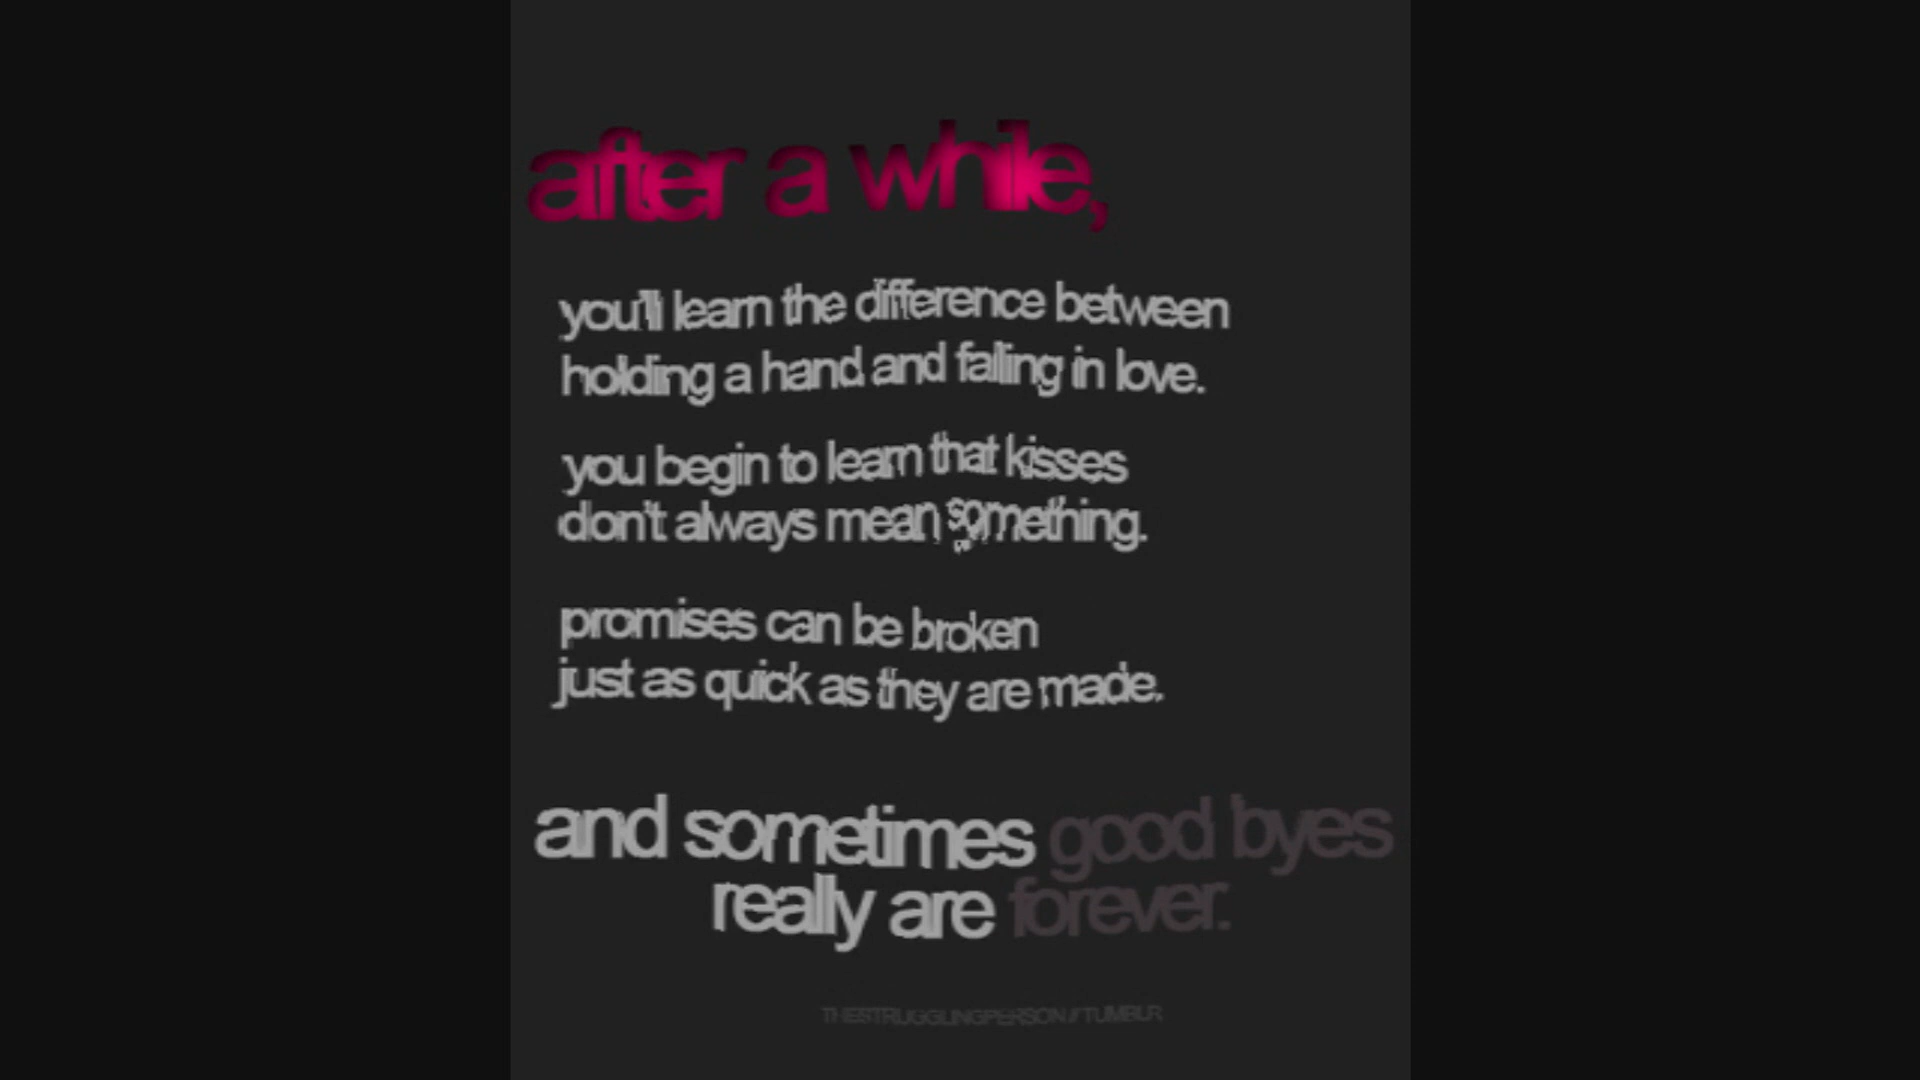 after a while,
you'll learn the difference between
holding a hand and falling in love.
you begin to learn that kisses
don't always mean something.
promises can be broken
just as quick as they are made.
and sometimes good byes
really are forever.
THESTRUGGLINGPERSON // TUMBLR